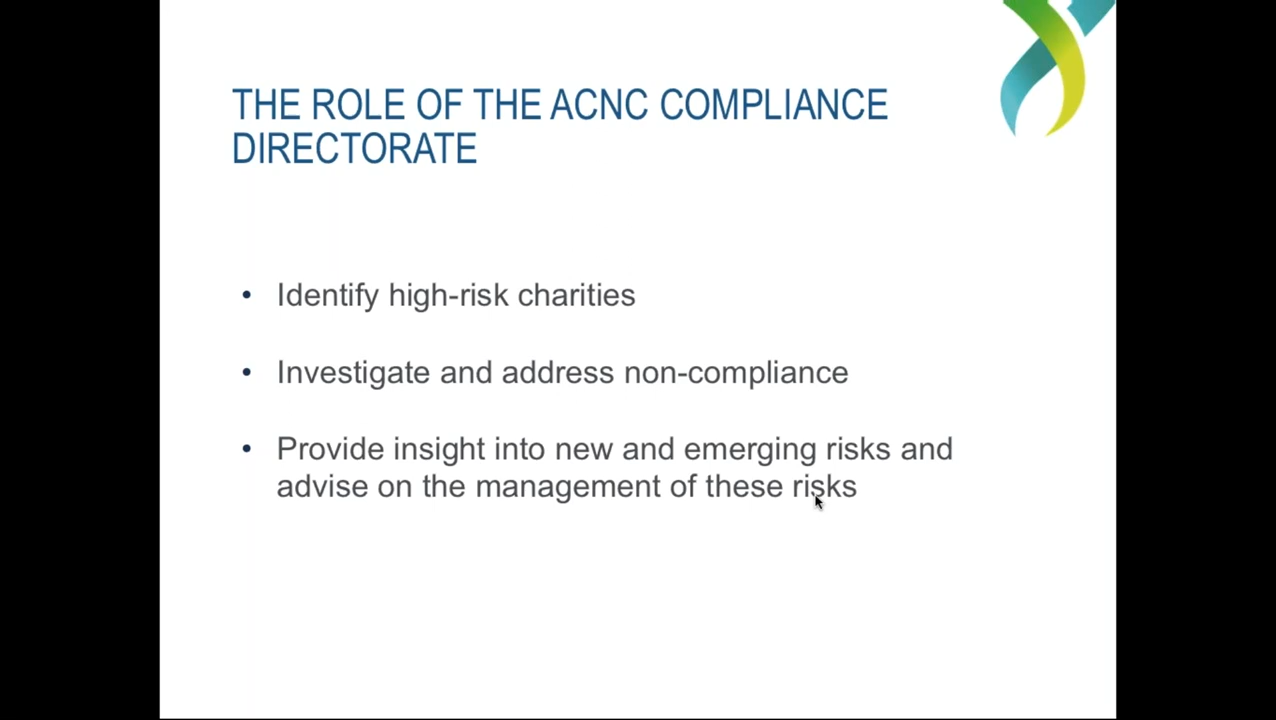 THE ROLE OF THE ACNC COMPLIANCE
DIRECTORATE
• Identify high-risk charities
• Investigate and address non-compliance
• Provide insight into new and emerging risks and
advise on the management of these risks